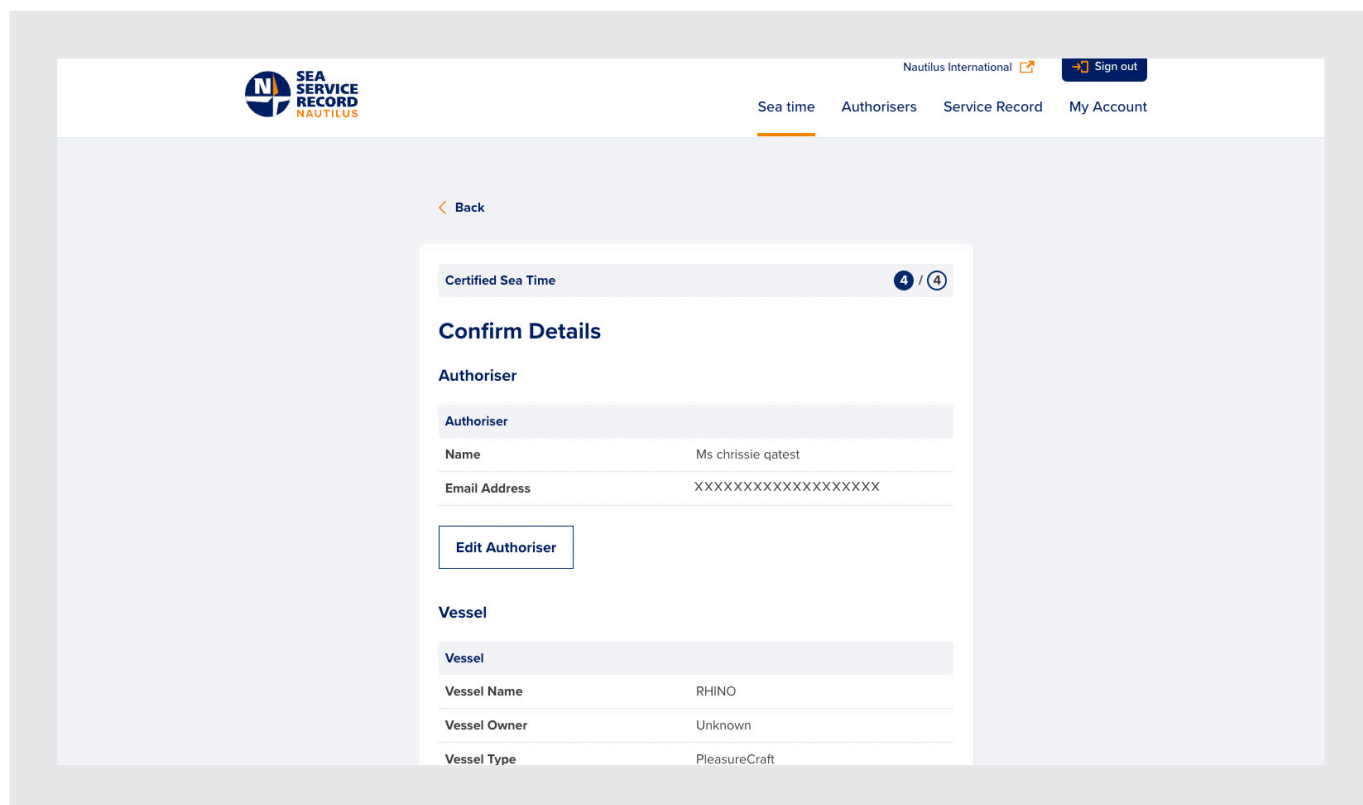 Nautilus International
Sign out
N
SEA
SERVICE
RECORD
NAUTILUS
Sea time Authorisers Service Record My Account
Back
Certified Sea Time 4 / 4
Confirm Details
Authoriser
Authoriser
Name Ms chrissie qatest
Email Address XXXXXXXXXXXXXXXXXXX
Edit Authoriser
Vessel
Vessel
Vessel Name RHINO
Vessel Owner Unknown
Vessel Type PleasureCraft